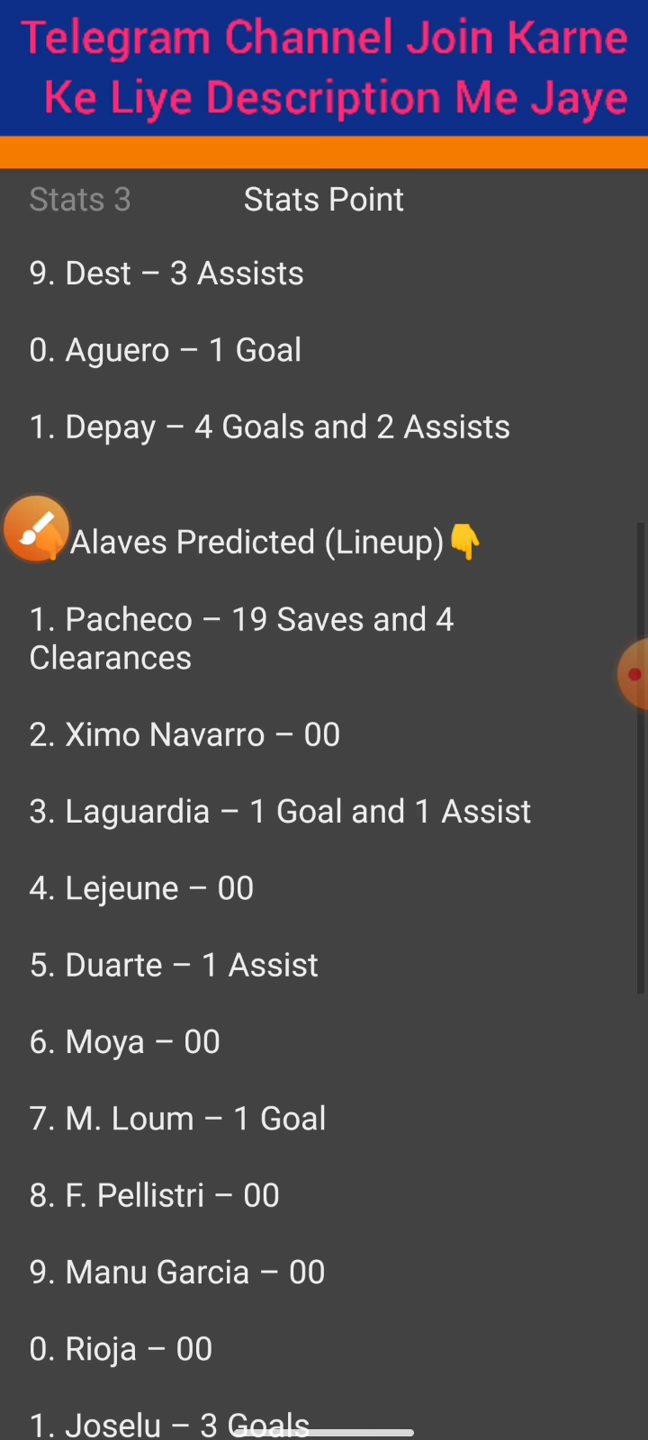 Telegram Channel Join Karne
Ke Liye Description Me Jaye
Stats 3 Stats Point
9. Dest – 3 Assists
0. Aguero – 1 Goal
1. Depay – 4 Goals and 2 Assists
Alaves Predicted (Lineup)👇
1. Pacheco – 19 Saves and 4
Clearances
2. Ximo Navarro – 00
3. Laguardia – 1 Goal and 1 Assist
4. Lejeune – 00
5. Duarte – 1 Assist
6. Moya – 00
7. M. Loum – 1 Goal
8. F. Pellistri – 00
9. Manu Garcia – 00
0. Rioja – 00
1. Joselu – 3 Goals